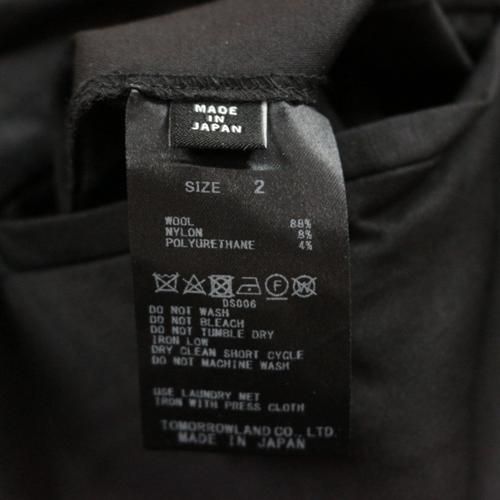 MADE
IN
JAPAN
SIZE 2
WOOL 88%
NYLON 8%
POLYURETHANE 4%
F W
DS006
DO NOT WASH
DO NOT BLEACH
DO NOT TUMBLE DRY
IRON LOW
DRY CLEAN SHORT CYCLE
DO NOT MACHINE WASH
USE LAUNDRY NET
IRON WITH PRESS CLOTH
TOMORROWLAND CO., LTD.
MADE IN JAPAN